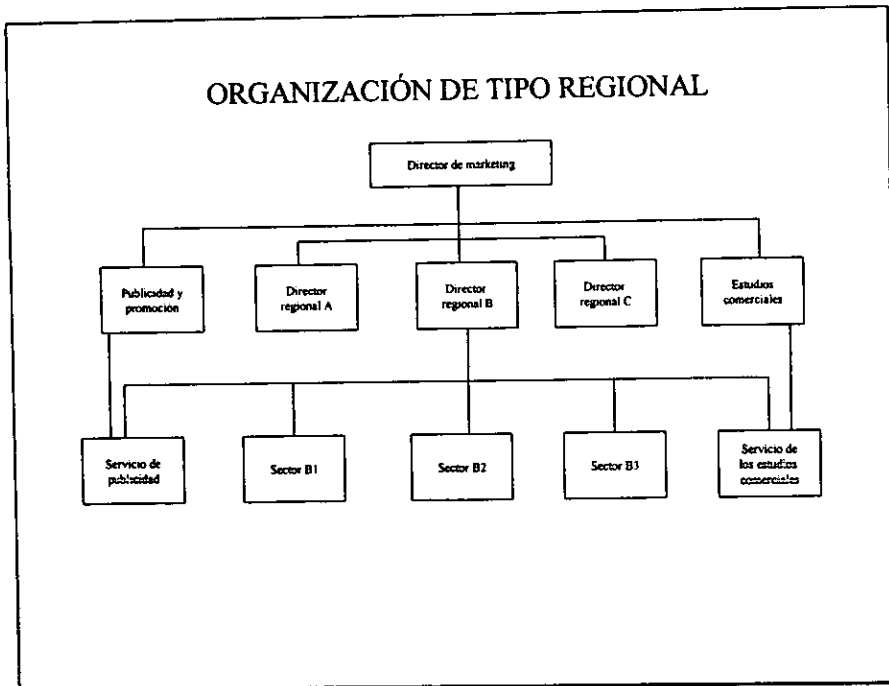 ORGANIZACIÓN DE TIPO REGIONAL
Director de marketing
Publicidad y
promoción
Director
regional A
Director
regional B
Director
regional C
Estudios
comerciales
Servicio de
publicidad
Sector B1
Sector B2
Sector B3
Servicio de
los estudios
comerciales